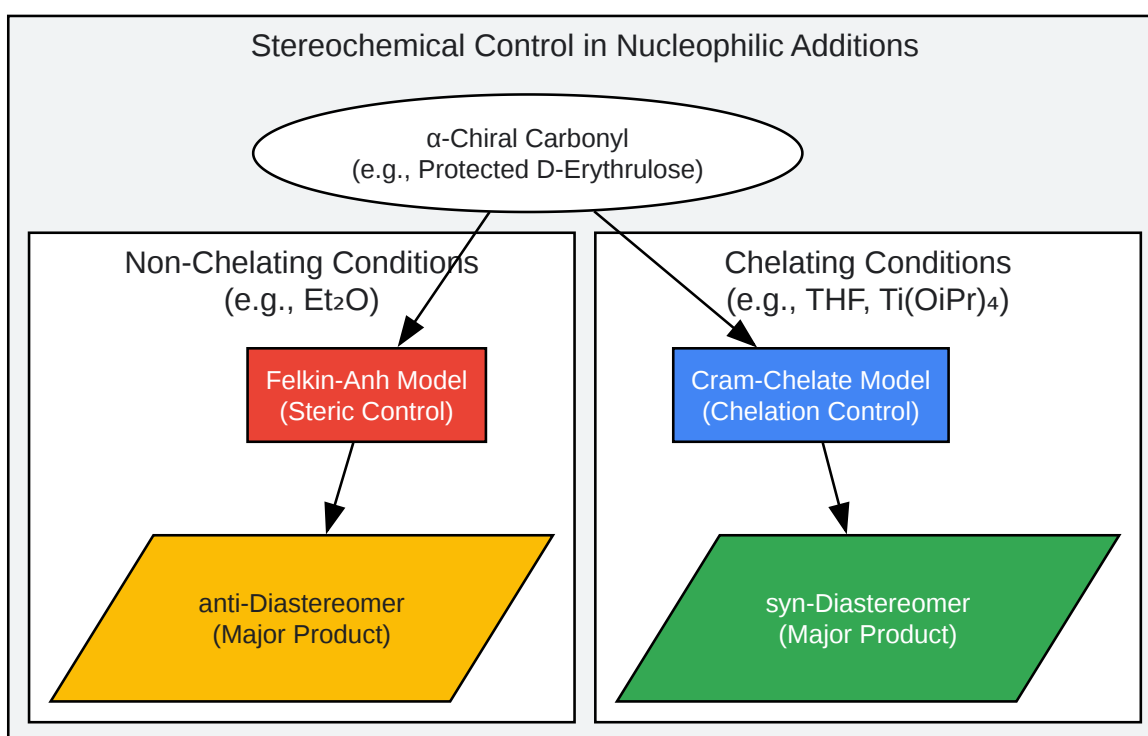 Stereochemical Control in Nucleophilic Additions
α-Chiral Carbonyl
(e.g., Protected D-Erythrulose)
Non-Chelating Conditions
(e.g., Et₂O)
Felkin-Anh Model
(Steric Control)
anti-Diastereomer
(Major Product)
Chelating Conditions
(e.g., THF, Ti(OiPr)₄)
Cram-Chelate Model
(Chelation Control)
syn-Diastereomer
(Major Product)